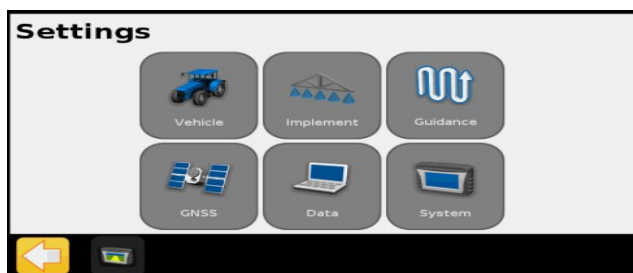 Settings
Vehicle
Implement
Guidance
GNSS
Data
System